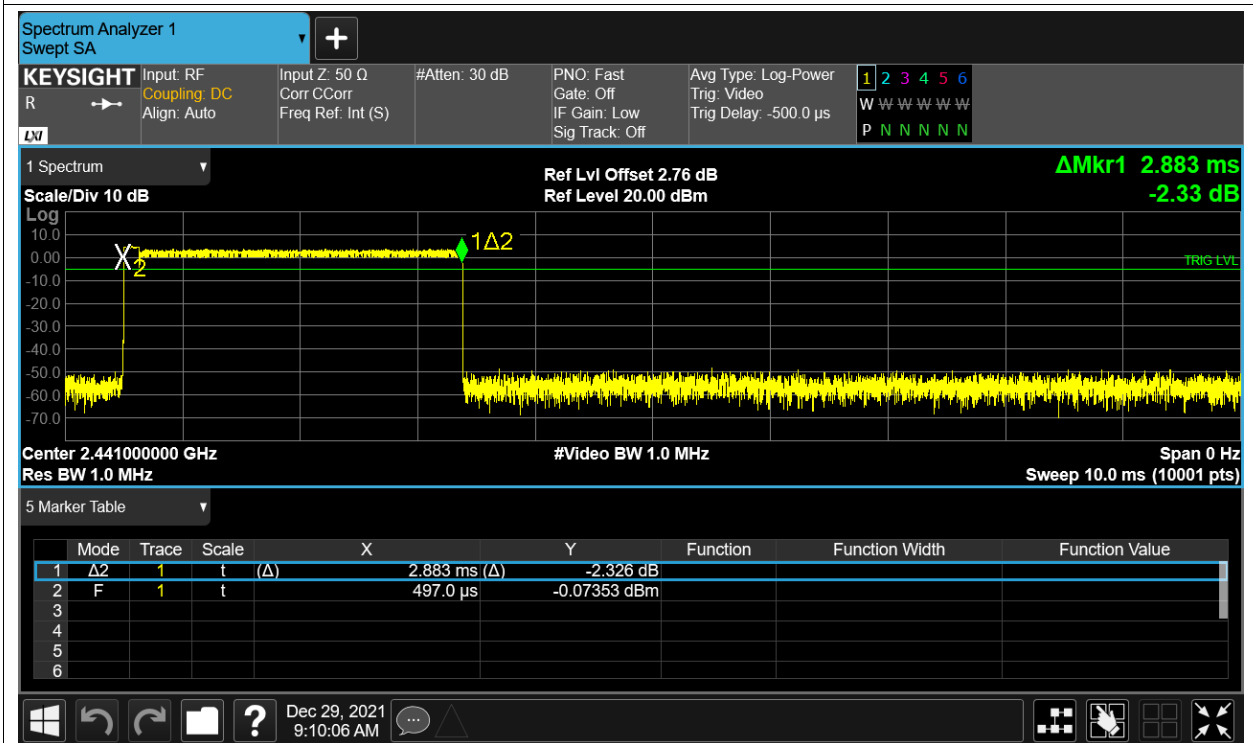 Spectrum Analyzer 1
Swept SA
KEYSIGHT Input: RF Input Z: 50 Ω #Atten: 30 dB PNO: Fast Avg Type: Log-Power 1 2 3 4 5 6
R Coupling: DC Corr CCorr Gate: Off Trig: Video W W W W W W
Align: Auto Freq Ref: Int (S) IF Gain: Low Trig Delay: -500.0 µs
LXI Sig Track: Off P N N N N N
1 Spectrum Ref Lvl Offset 2.76 dB ΔMkr1 2.883 ms
Scale/Div 10 dB Ref Level 20.00 dBm -2.33 dB
Log
10.0 1Δ2
0.00 X2 TRIG LVL
-10.0
-20.0
-30.0
-40.0
-50.0
-60.0
-70.0
Center 2.441000000 GHz #Video BW 1.0 MHz Span 0 Hz
Res BW 1.0 MHz Sweep 10.0 ms (10001 pts)
5 Marker Table
Mode Trace Scale X Y Function Function Width Function Value
1 Δ2 1 t (Δ) 2.883 ms (Δ) -2.326 dB
2 F 1 t 497.0 µs -0.07353 dBm
3
4
5
6
? Dec 29, 2021
9:10:06 AM